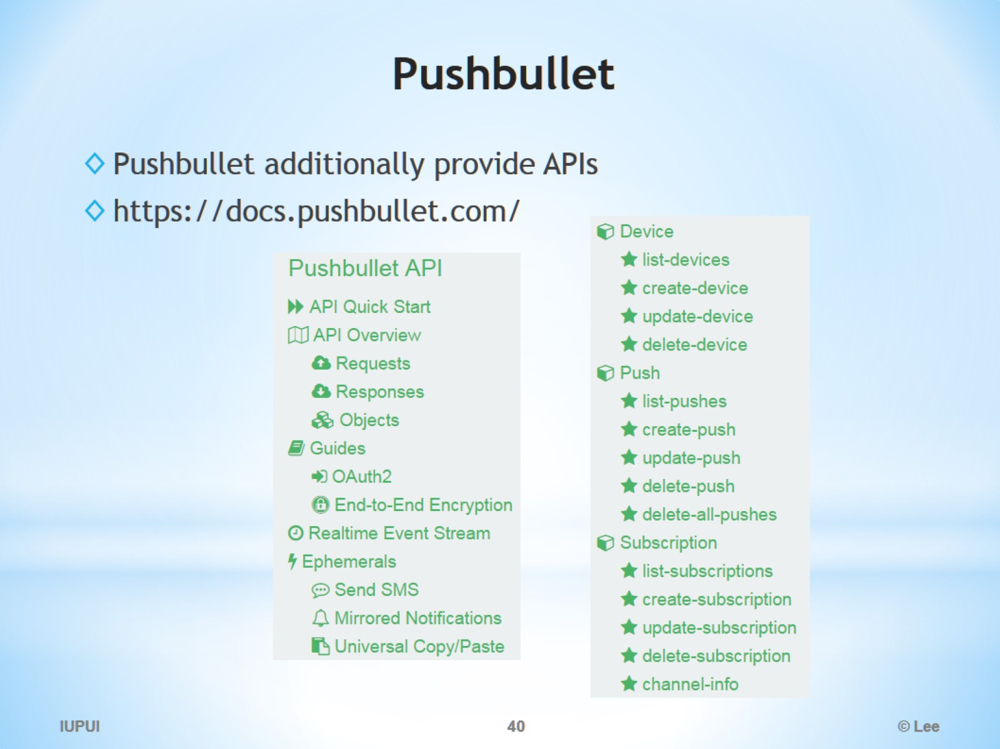 Pushbullet
Pushbullet additionally provide APIs
https://docs.pushbullet.com/
Pushbullet API
API Quick Start
API Overview
Requests
Responses
Objects
Guides
OAuth2
End-to-End Encryption
Realtime Event Stream
Ephemerals
Send SMS
Mirrored Notifications
Universal Copy/Paste
Device
list-devices
create-device
update-device
delete-device
Push
list-pushes
create-push
update-push
delete-push
delete-all-pushes
Subscription
list-subscriptions
create-subscription
update-subscription
delete-subscription
channel-info
IUPUI
40
© Lee